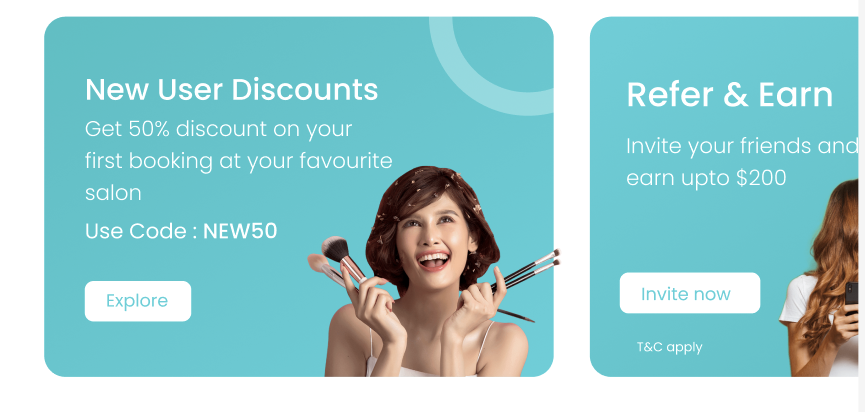 New User Discounts
Get 50% discount on your
first booking at your favourite
salon
Use Code : NEW50
Explore
Refer & Earn
Invite your friends and
earn upto $200
Invite now
T&C apply